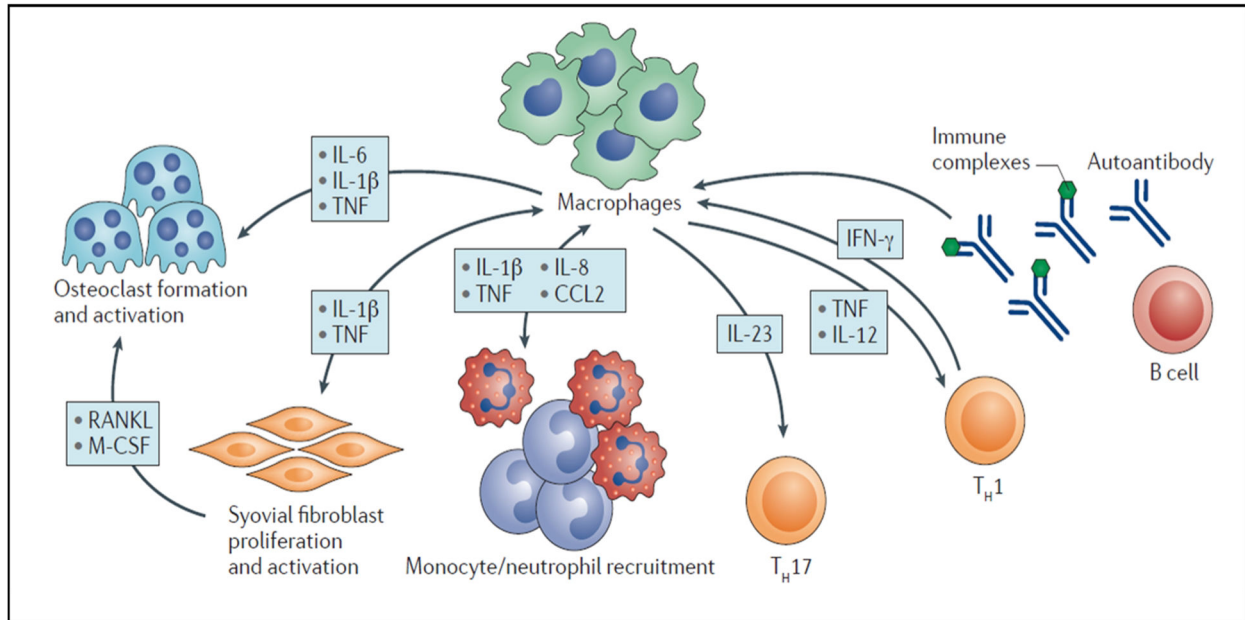 Immune
complexes
Autoantibody
• IL-6
• IL-1β
• TNF
Macrophages
IFN-γ
• IL-1β • IL-8
• TNF • CCL2
Osteoclast formation
and activation
• IL-1β
• TNF
• TNF
• IL-12
IL-23
B cell
• RANKL
• M-CSF
TH1
Syovial fibroblast
proliferation
and activation
Monocyte/neutrophil recruitment
TH17